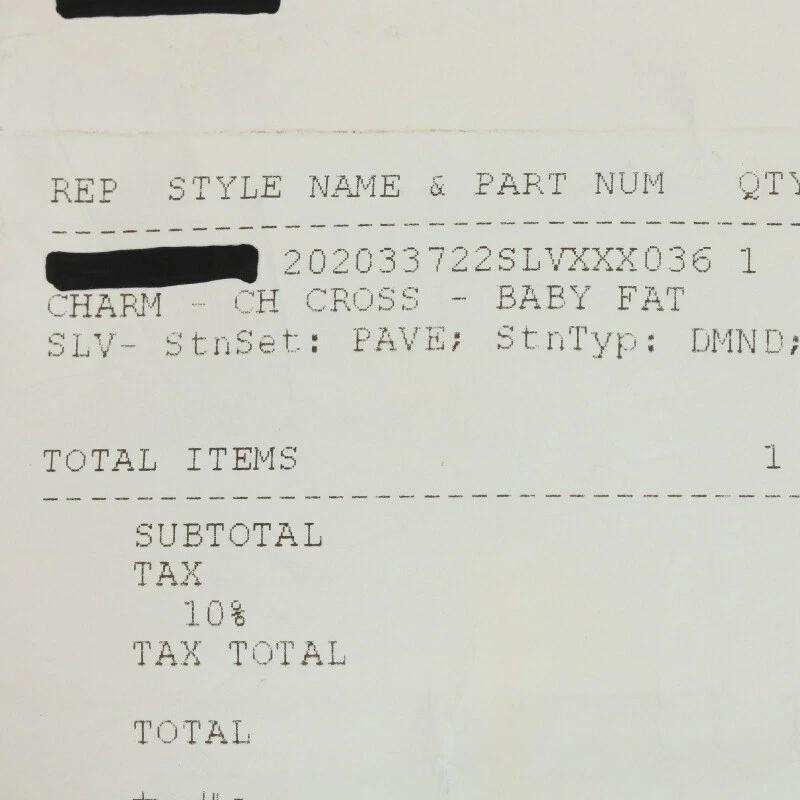 REP STYLE NAME & PART NUM QTY
202033722SLVXXX036 1
CHARM - CH CROSS - BABY FAT
SLV- StnSet: PAVE; StnTyp: DMND;
TOTAL ITEMS 1
SUBTOTAL
TAX
10%
TAX TOTAL
TOTAL